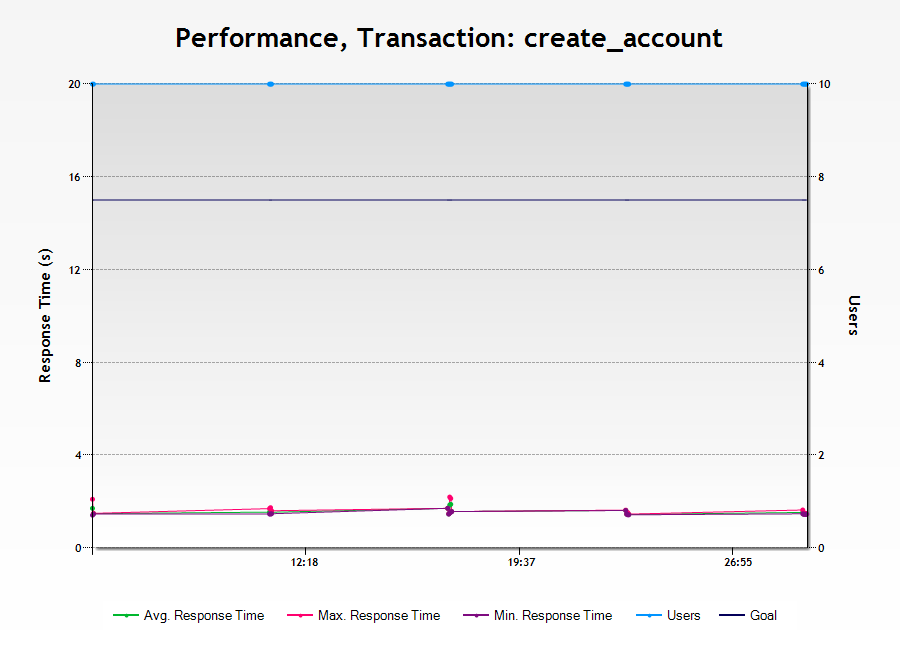 Performance, Transaction: create_account
20
16
12
8
4
0
Response Time (s)
10
8
6
4
2
0
Users
12:18
19:37
26:55
Avg. Response Time
Max. Response Time
Min. Response Time
Users
Goal